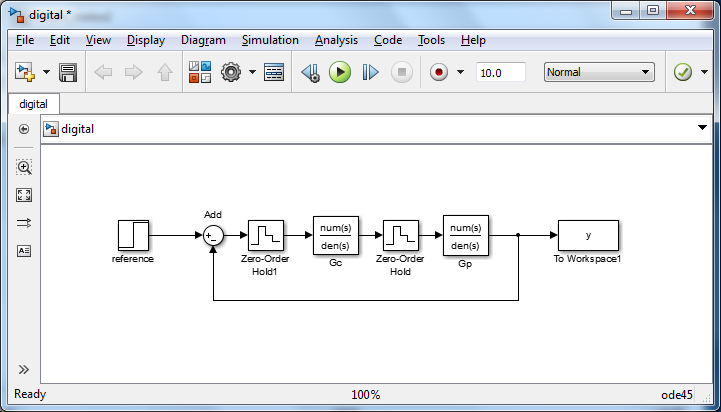 digital *
File Edit View Display Diagram Simulation Analysis Code Tools Help
10.0 Normal
digital
digital
Add
num(s) num(s) y
den(s) den(s)
reference Zero-Order Gc Zero-Order Gp To Workspace1
Hold1 Hold
Ready 100% ode45